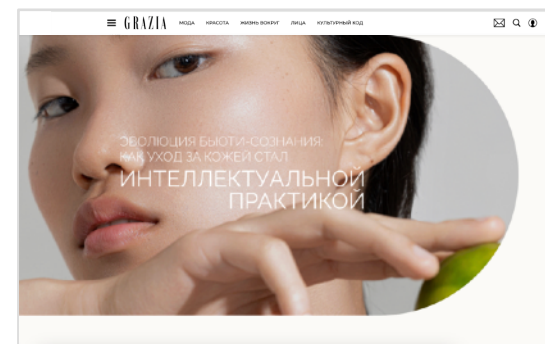 GRAZIA МОДА КРАСОТА ЖИЗНЬ ВОКРУГ ЛИЦА КУЛЬТУРНЫЙ КОД
ЭВОЛЮЦИЯ БЬЮТИ-СОЗНАНИЯ:
КАК УХОД ЗА КОЖЕЙ СТАЛ
ИНТЕЛЛЕКТУАЛЬНОЙ
ПРАКТИКОЙ